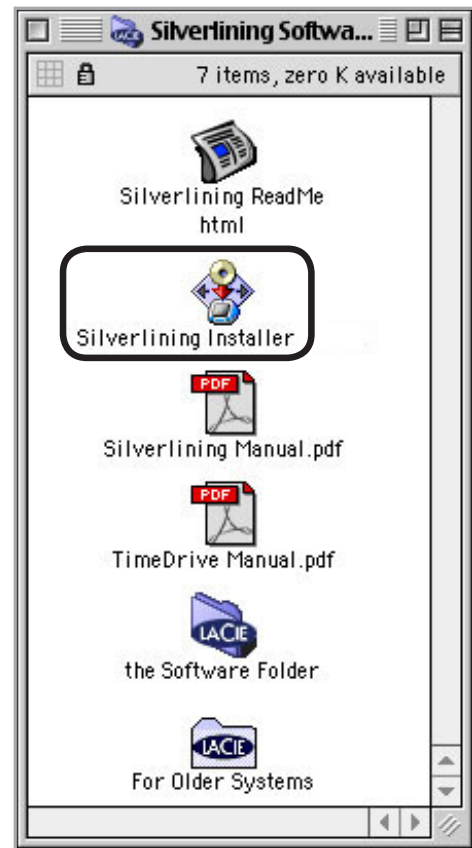 Silverlining Softwa...
7 items, zero K available
Silverlining ReadMe
html
Silverlining Installer
PDF
Silverlining Manual.pdf
PDF
TimeDrive Manual.pdf
LACIE
the Software Folder
LACIE
For Older Systems